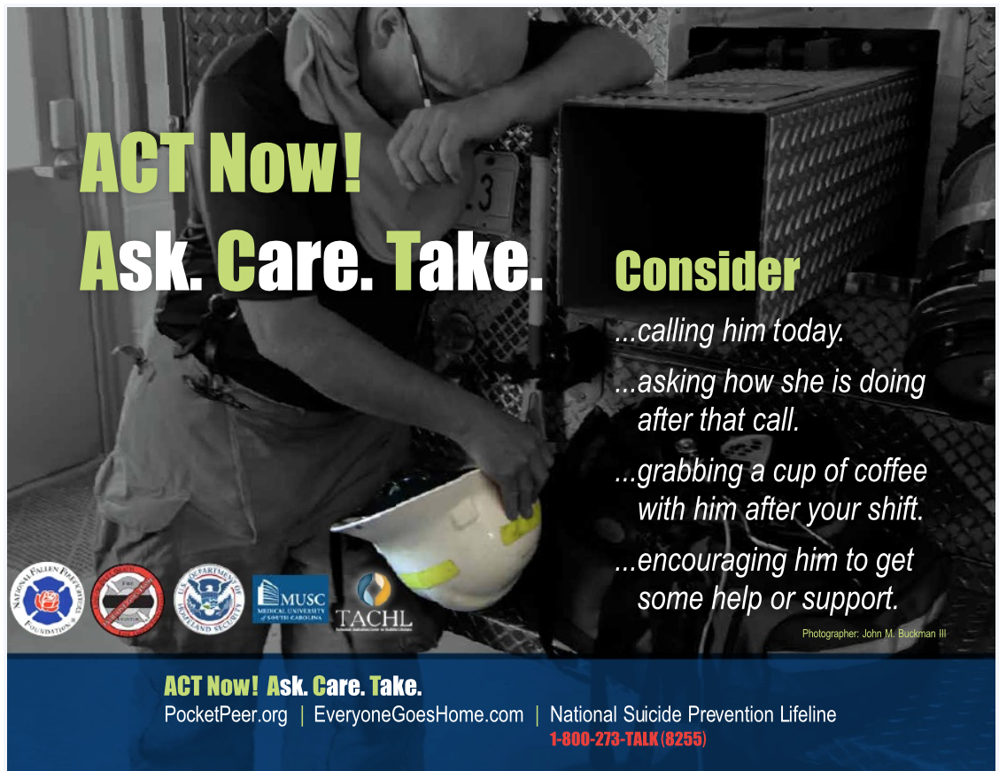 ACT Now!
Ask. Care. Take.
Consider
...calling him today.
...asking how she is doing
after that call.
...grabbing a cup of coffee
with him after your shift.
...encouraging him to get
some help or support.
Photographer: John M. Buckman III
3
NATIONAL FALLEN FIREFIGHTERS
FOUNDATION
U.S. DEPARTMENT OF
HOMELAND SECURITY
MUSC
MEDICAL UNIVERSITY
of SOUTH CAROLINA
TACHL
ACT Now! Ask. Care. Take.
PocketPeer.org | EveryoneGoesHome.com | National Suicide Prevention Lifeline
1-800-273-TALK (8255)